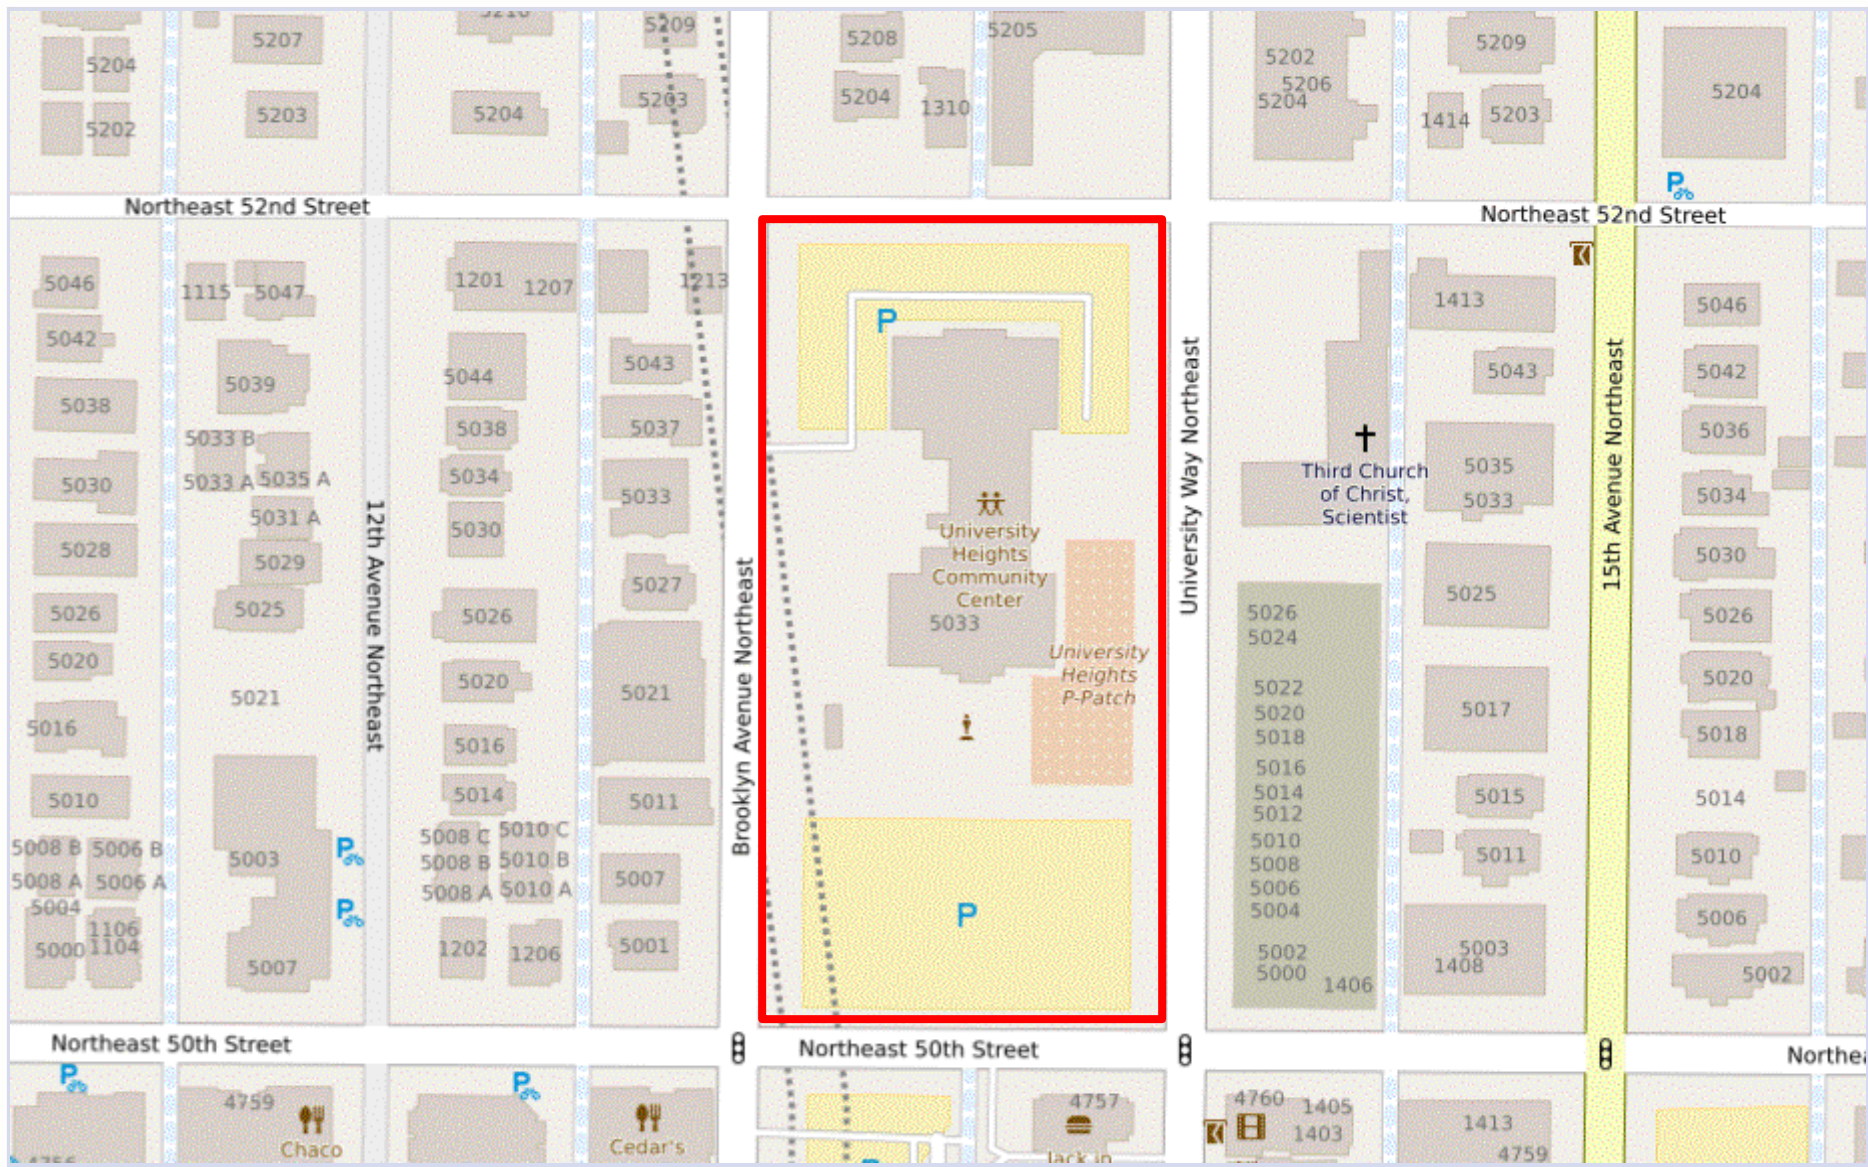 5210
5209
5207
5204
5203
5202
5204
5203
5208
5205
5204
1310
5202
5206
5204
5209
1414
5203
5204
Northeast 52nd Street
Northeast 52nd Street
5046
1115
5047
5042
5039
5038
5033 B
5033 A
5035 A
5030
5031 A
5028
5029
5026
5025
5020
5021
5016
5010
5008 B
5006 B
5008 A
5006 A
5004
1106
5000
1104
5003
5007
12th Avenue Northeast
1201
1207
1213
5044
5043
5038
5037
5034
5033
5030
5027
5026
5020
5021
5016
5014
5011
5008 C
5010 C
5008 B
5010 B
5008 A
5010 A
5007
1202
1206
5001
Brooklyn Avenue Northeast
P
University
Heights
Community
Center
5033
University
Heights
P-Patch
P
University Way Northeast
Third Church
of Christ,
Scientist
5026
5024
5022
5020
5018
5016
5014
5012
5010
5008
5006
5004
5002
5000
1406
1413
5043
5035
5033
5025
5017
5015
5011
5003
1408
15th Avenue Northeast
5046
5042
5036
5034
5030
5026
5020
5018
5014
5010
5006
5002
Northeast 50th Street
Northeast 50th Street
Northea
P
P
P
P
P
4756
4759
Chaco
Cedar's
P
4757
Jack in
4760
1405
1403
1413
4759